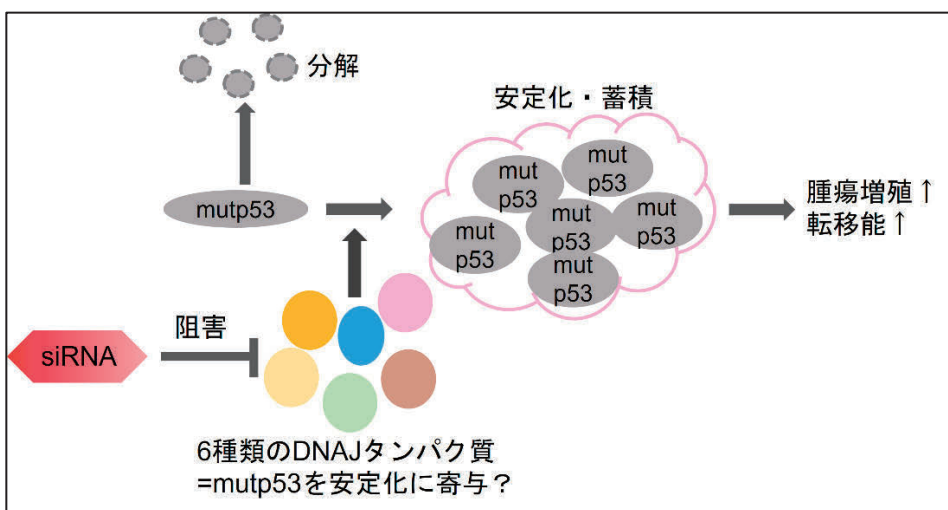 分解
安定化・蓄積
mutp53
mut
p53
mut
p53
mut
p53
mut
p53
mut
p53
mut
p53
腫瘍増殖↑
転移能↑
阻害
siRNA
6種類のDNAJタンパク質
=mutp53を安定化に寄与？